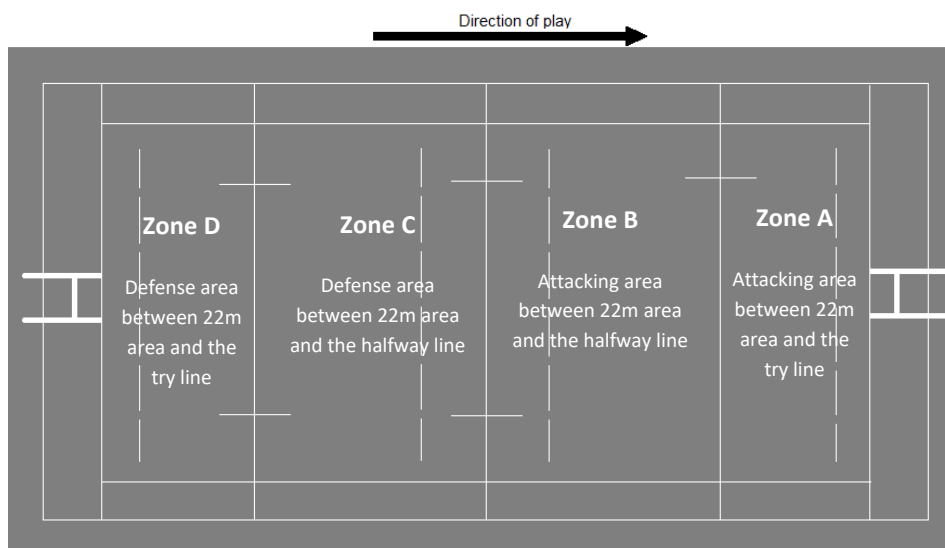 Direction of play
Zone D
Defense area
between 22m
area and the
try line
Zone C
Defense area
between 22m area
and the halfway line
Zone B
Attacking area
between 22m area
and the halfway line
Zone A
Attacking area
between 22m
area and the
try line